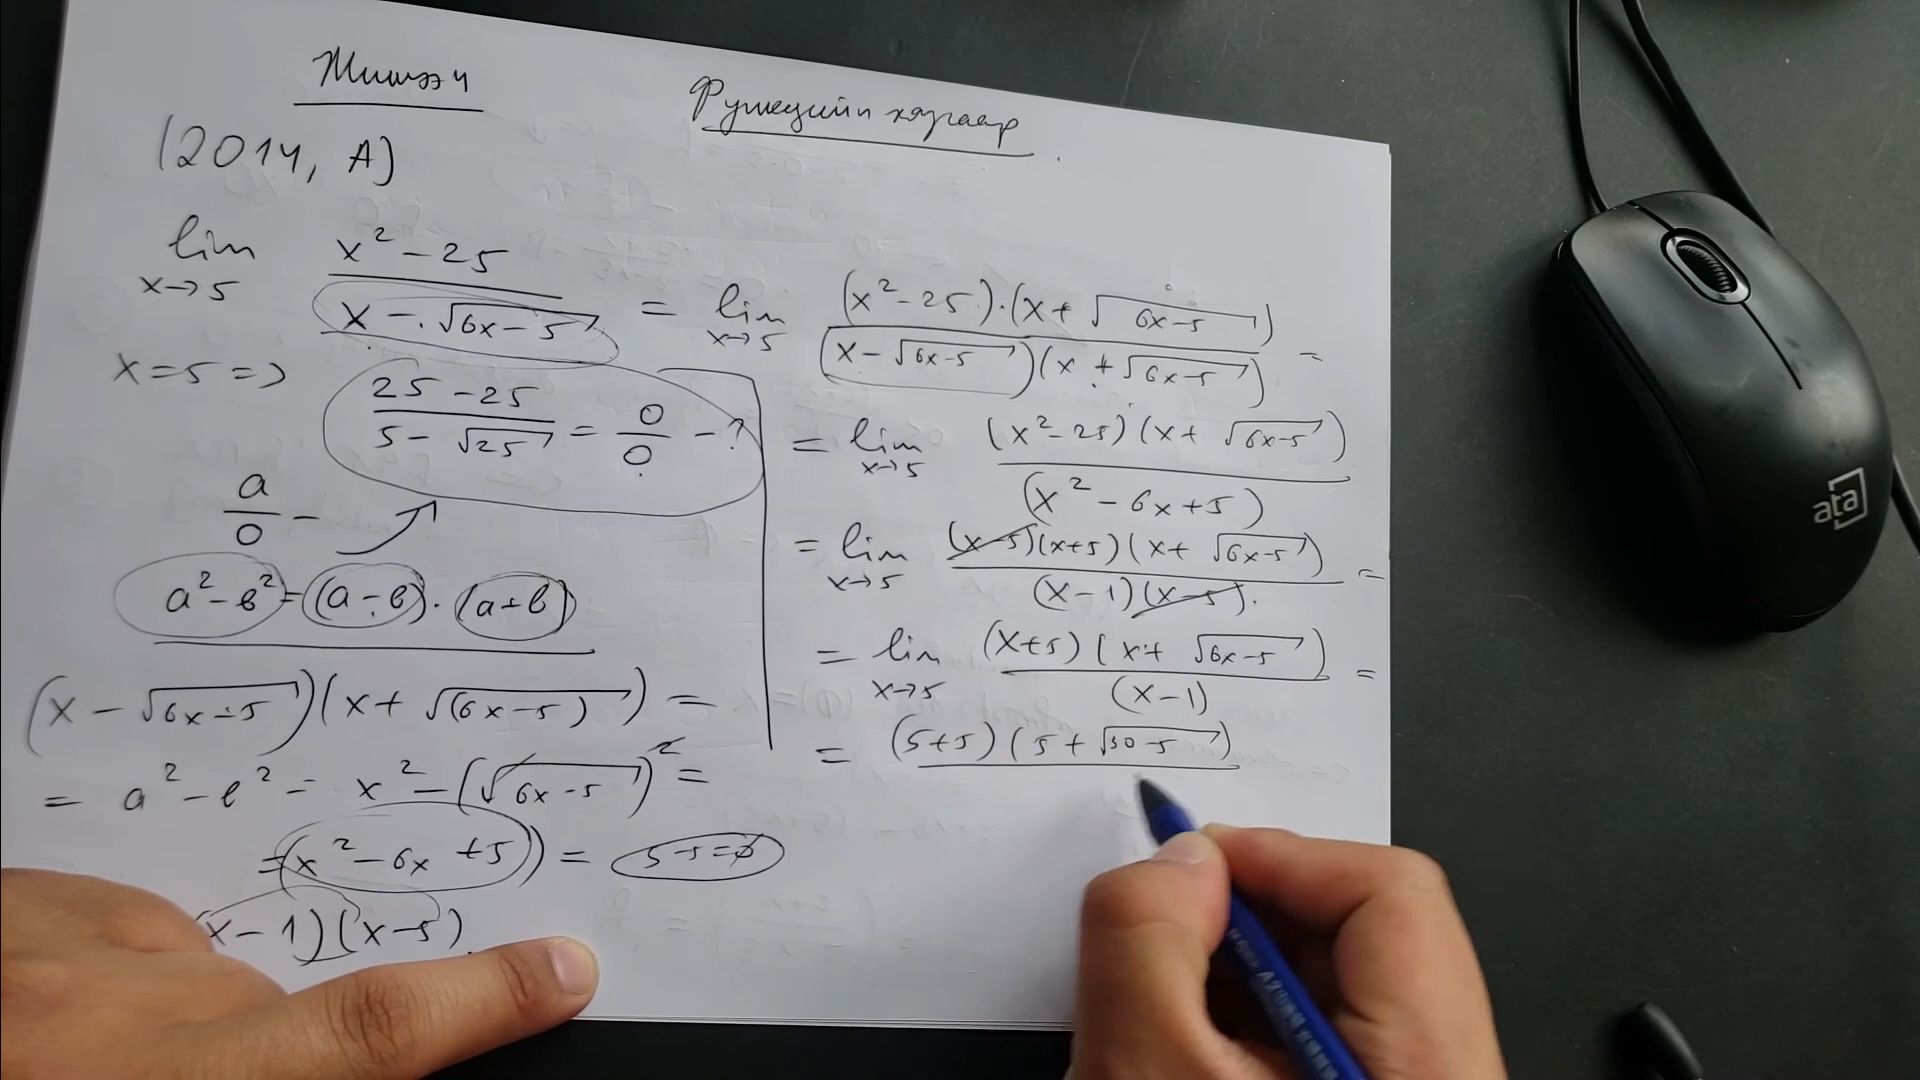 Жишээ 4
Функцийн хязгаар.
(2014, A)
lim x→5 (x² - 25) / (x - √(6x-5)) = lim x→5 (x² - 25)·(x + √(6x-5)) / (x - √(6x-5))(x + √(6x-5)) =
x = 5 => (25 - 25) / (5 - √25) = 0/0 - ?
a/0 -
a² - в² = (a - в)·(a + в)
(x - √(6x-5))(x + √(6x-5)) =
= a² - в² = x² - (√(6x-5))² =
= (x² - 6x + 5) = 5-5=0
(x - 1)(x - 5).
= lim x→5 (x² - 25)(x + √(6x-5)) / (x² - 6x + 5)
= lim x→5 (x-5)(x+5)(x + √(6x-5)) / (x - 1)(x - 5). =
= lim x→5 (x+5)(x + √(6x-5)) / (x - 1) =
= (5+5)(5 + √(30-5))
ata